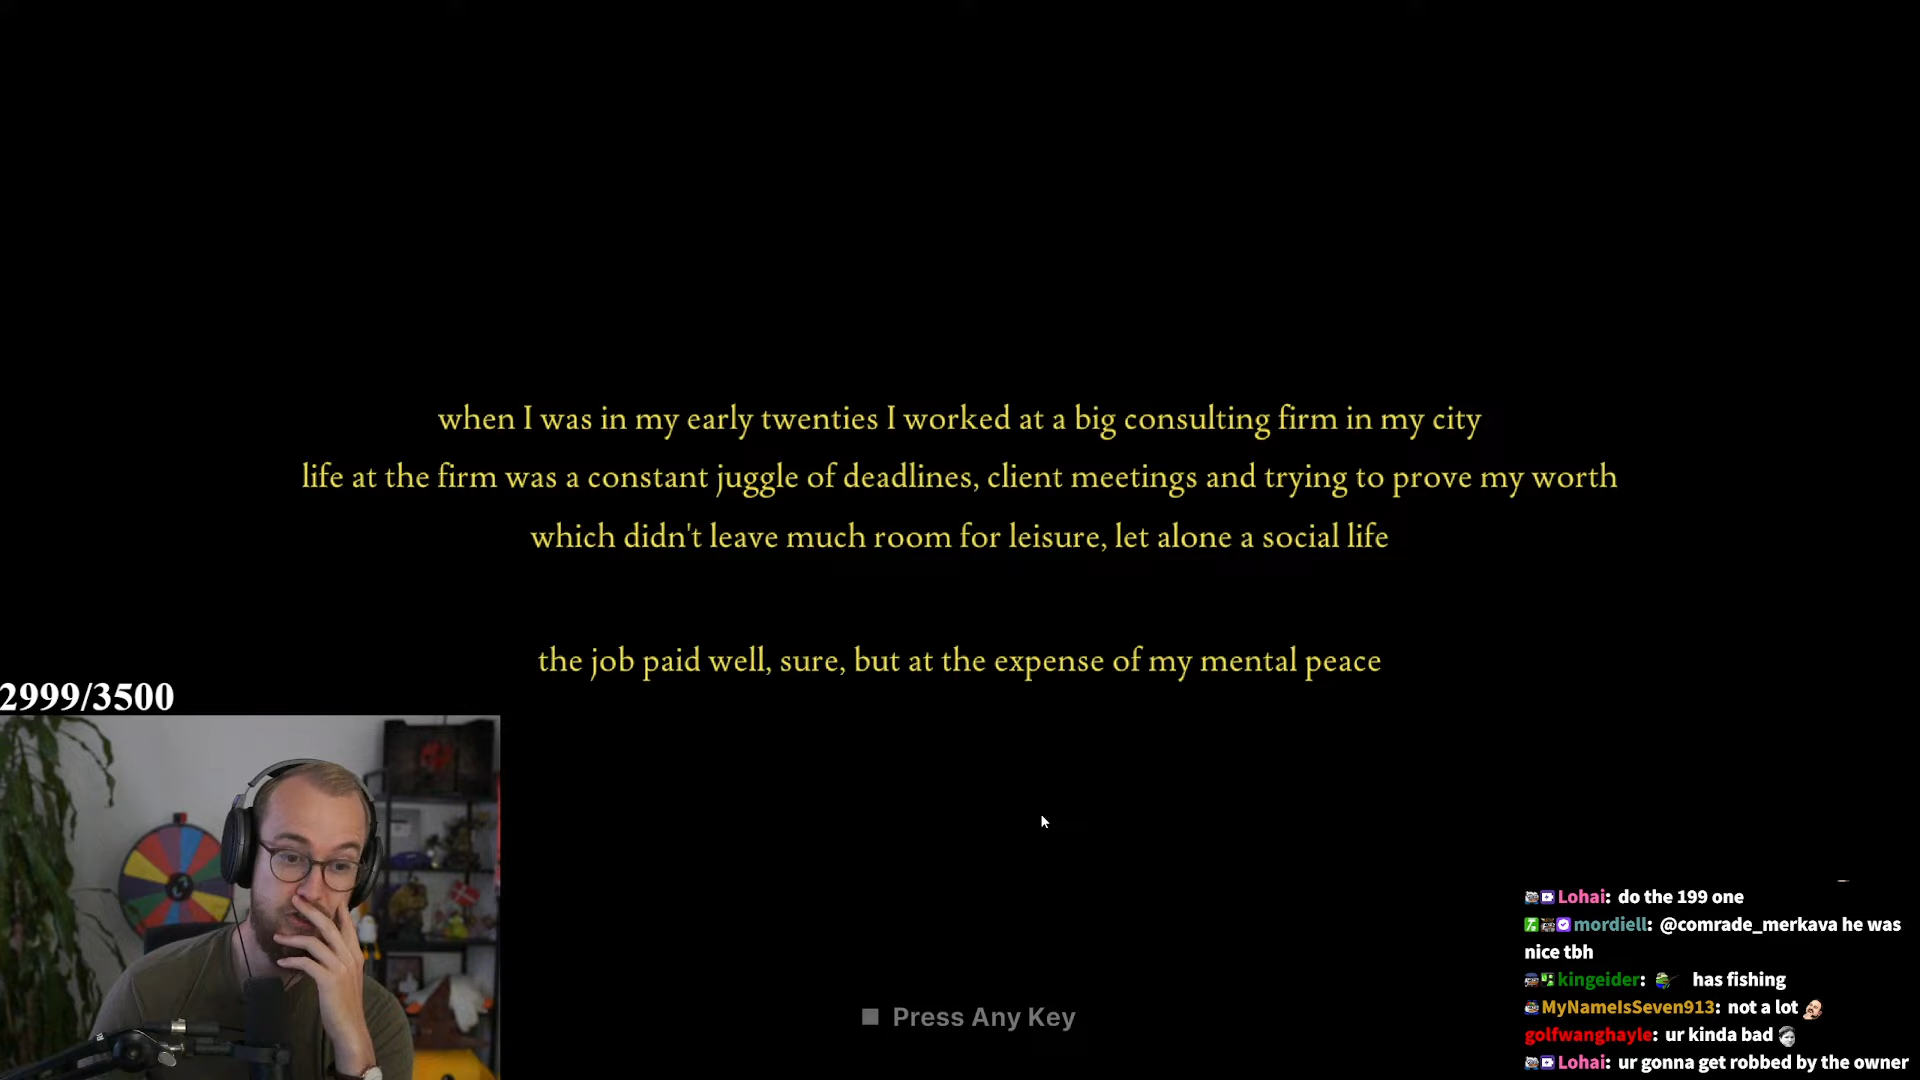 when I was in my early twenties I worked at a big consulting firm in my city
life at the firm was a constant juggle of deadlines, client meetings and trying to prove my worth
which didn't leave much room for leisure, let alone a social life
the job paid well, sure, but at the expense of my mental peace
2999/3500
Press Any Key
Lohai: do the 199 one
mordiell: @comrade_merkava he was
nice tbh
kingeider: has fishing
MyNameIsSeven913: not a lot
golfwanghayle: ur kinda bad
Lohai: ur gonna get robbed by the owner